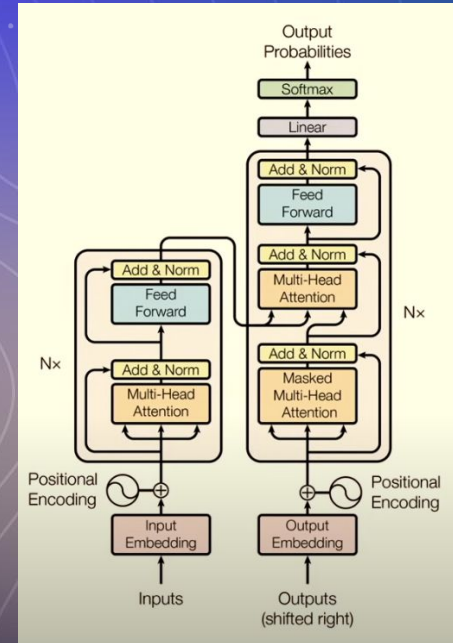 Output
Probabilities
Softmax
Linear
Add & Norm
Feed
Forward
Add & Norm
Multi-Head
Attention
Nx
Add & Norm
Masked
Multi-Head
Attention
Add & Norm
Feed
Forward
Nx
Add & Norm
Multi-Head
Attention
Positional
Encoding
Positional
Encoding
Input
Embedding
Output
Embedding
Inputs
Outputs
(shifted right)